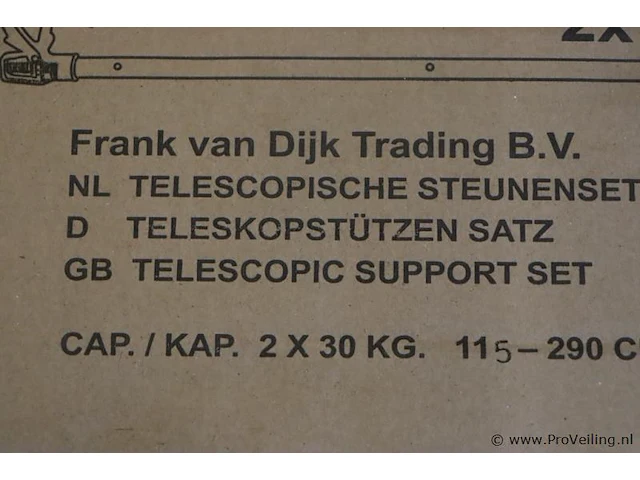 2X
Frank van Dijk Trading B.V.
NL TELESCOPISCHE STEUNENSET
D TELESKOPSTÜTZEN SATZ
GB TELESCOPIC SUPPORT SET
CAP. / KAP. 2 X 30 KG. 115 – 290 C
© www.ProVeiling.nl